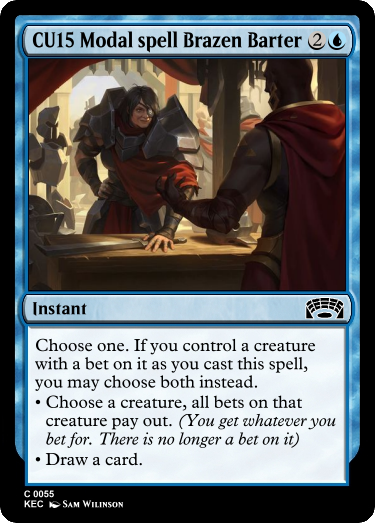 CU15 Modal spell Brazen Barter 2
Instant
Choose one. If you control a creature
with a bet on it as you cast this spell,
you may choose both instead.
• Choose a creature, all bets on that
creature pay out. (You get whatever you
bet for. There is no longer a bet on it)
• Draw a card.
C 0055
KEC Sam Wilinson